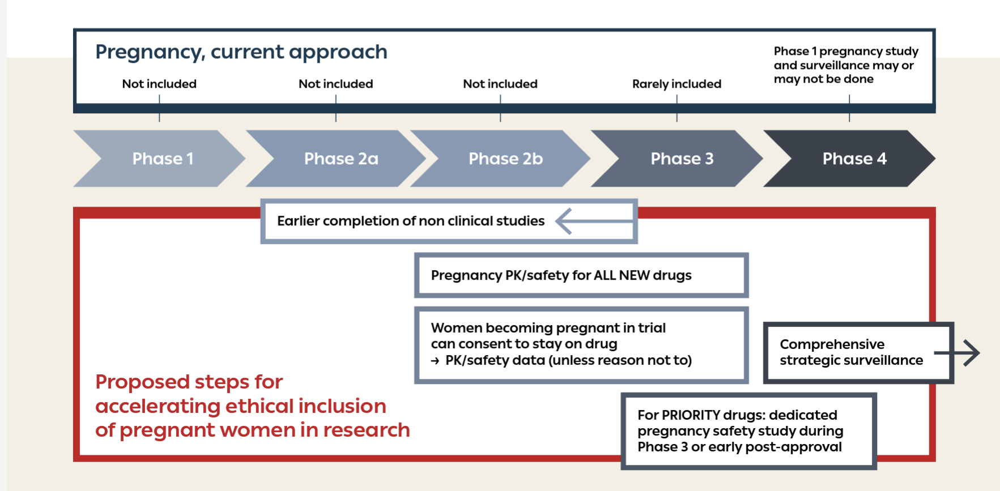 Pregnancy, current approach
Not included
Not included
Not included
Rarely included
Phase 1 pregnancy study
and surveillance may or
may not be done
Phase 1
Phase 2a
Phase 2b
Phase 3
Phase 4
Earlier completion of non clinical studies
Pregnancy PK/safety for ALL NEW drugs
Women becoming pregnant in trial
can consent to stay on drug
→ PK/safety data (unless reason not to)
Comprehensive
strategic surveillance
For PRIORITY drugs: dedicated
pregnancy safety study during
Phase 3 or early post-approval
Proposed steps for
accelerating ethical inclusion
of pregnant women in research